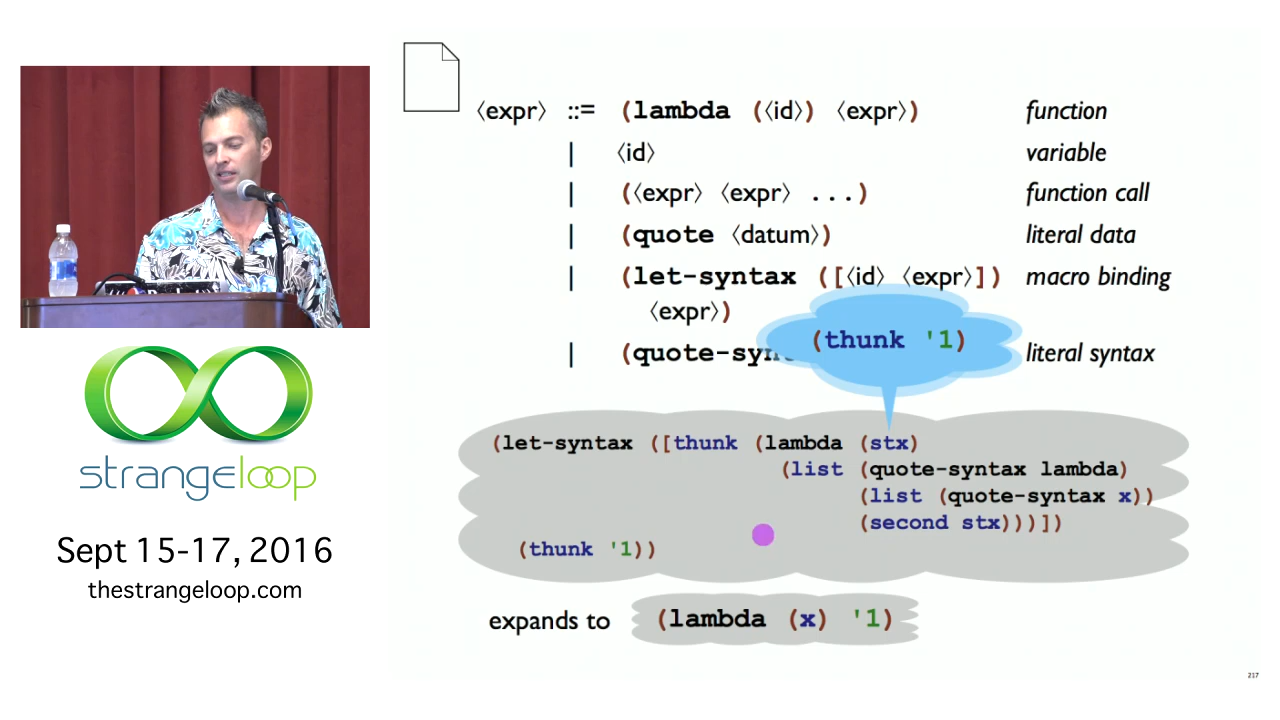 ⟨expr⟩ ::= (lambda (⟨id⟩) ⟨expr⟩) function
| ⟨id⟩ variable
| (⟨expr⟩ ⟨expr⟩ ...) function call
| (quote ⟨datum⟩) literal data
| (let-syntax ([⟨id⟩ ⟨expr⟩]) macro binding
⟨expr⟩)
(thunk '1)
| (quote-syn literal syntax
(let-syntax ([thunk (lambda (stx)
(list (quote-syntax lambda)
(list (quote-syntax x))
(second stx)))])
(thunk '1))
expands to (lambda (x) '1)
217
strangeloop
Sept 15-17, 2016
thestrangeloop.com